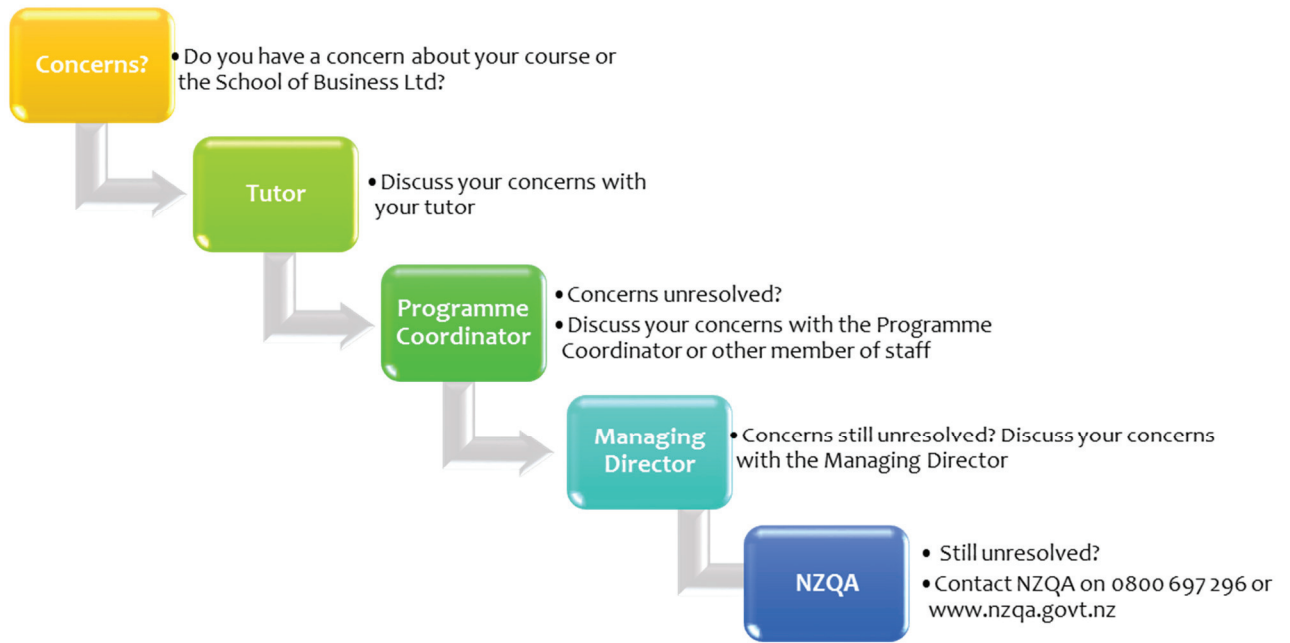 Concerns?
• Do you have a concern about your course or
the School of Business Ltd?
Tutor
• Discuss your concerns with
your tutor
Programme
Coordinator
• Concerns unresolved?
• Discuss your concerns with the Programme
Coordinator or other member of staff
Managing
Director
• Concerns still unresolved? Discuss your concerns
with the Managing Director
NZQA
• Still unresolved?
• Contact NZQA on 0800 697 296 or
www.nzqa.govt.nz